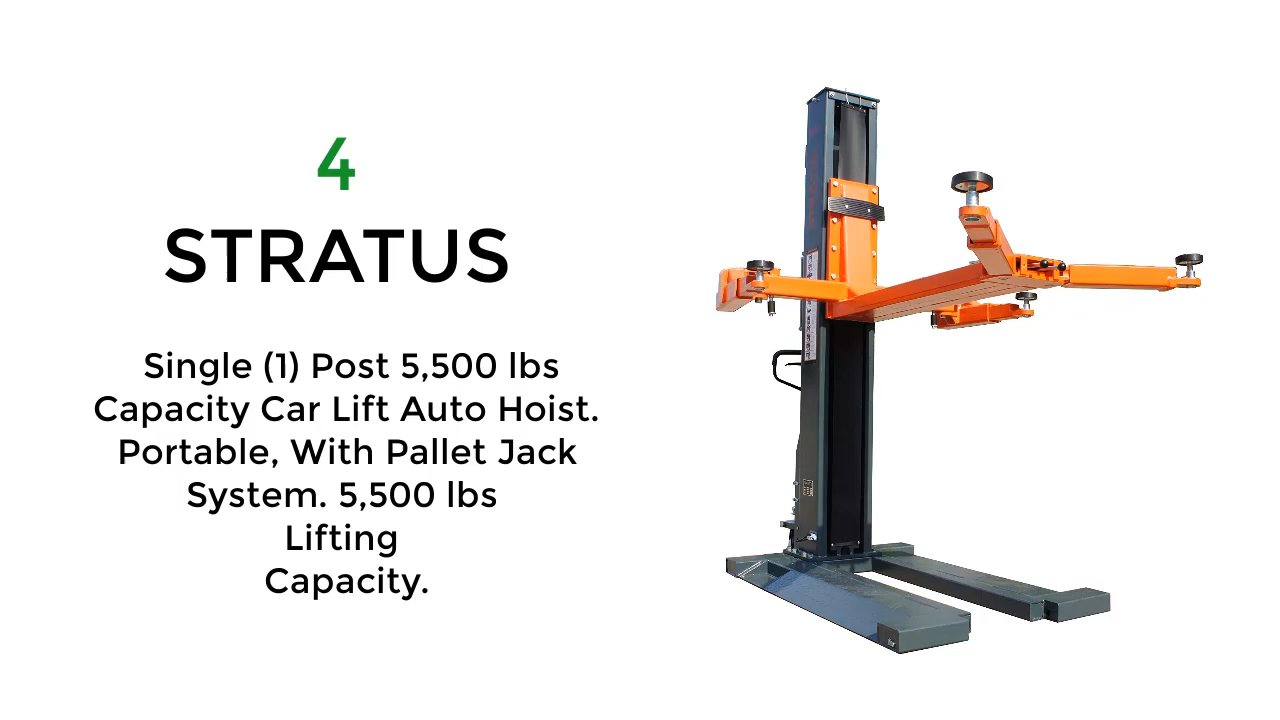 4
STRATUS
Single (1) Post 5,500 lbs
Capacity Car Lift Auto Hoist.
Portable, With Pallet Jack
System. 5,500 lbs
Lifting
Capacity.